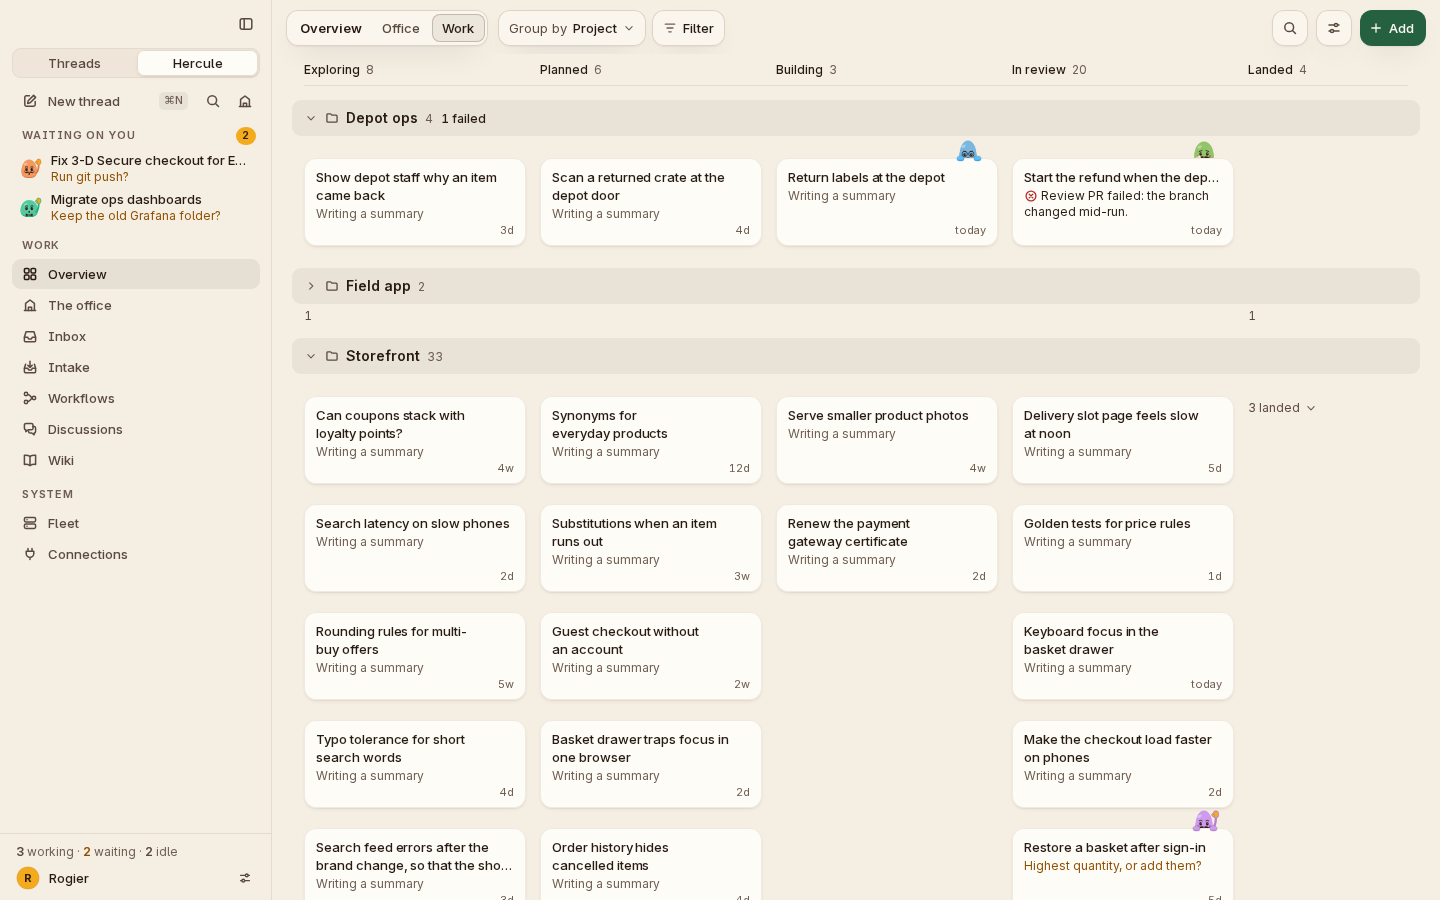 Threads
Hercule
New thread
⌘N
WAITING ON YOU
2
Fix 3-D Secure checkout for E…
Run git push?
Migrate ops dashboards
Keep the old Grafana folder?
WORK
Overview
The office
Inbox
Intake
Workflows
Discussions
Wiki
SYSTEM
Fleet
Connections
3 working · 2 waiting · 2 idle
R
Rogier
Overview
Office
Work
Group by Project
Filter
Add
Exploring 8
Planned 6
Building 3
In review 20
Landed 4
Depot ops 4 1 failed
Show depot staff why an item
came back
Writing a summary
3d
Scan a returned crate at the
depot door
Writing a summary
4d
Return labels at the depot
Writing a summary
today
Start the refund when the dep…
Review PR failed: the branch
changed mid-run.
today
Field app 2
1
1
Storefront 33
Can coupons stack with
loyalty points?
Writing a summary
4w
Synonyms for
everyday products
Writing a summary
12d
Serve smaller product photos
Writing a summary
4w
Delivery slot page feels slow
at noon
Writing a summary
5d
3 landed
Search latency on slow phones
Writing a summary
2d
Substitutions when an item
runs out
Writing a summary
3w
Renew the payment
gateway certificate
Writing a summary
2d
Golden tests for price rules
Writing a summary
1d
Rounding rules for multi-
buy offers
Writing a summary
5w
Guest checkout without
an account
Writing a summary
2w
Keyboard focus in the
basket drawer
Writing a summary
today
Typo tolerance for short
search words
Writing a summary
4d
Basket drawer traps focus in
one browser
Writing a summary
2d
Make the checkout load faster
on phones
Writing a summary
2d
Search feed errors after the
brand change, so that the sho…
Writing a summary
3d
Order history hides
cancelled items
Writing a summary
4d
Restore a basket after sign-in
Highest quantity, or add them?
5d